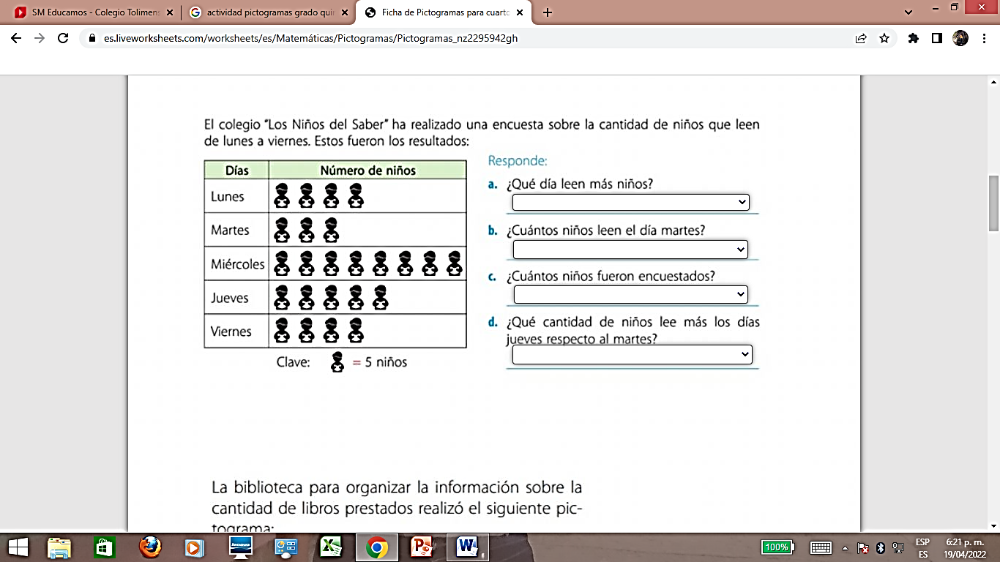 SM Educamos - Colegio Tolimens
actividad pictogramas grado qui
Ficha de Pictogramas para cuarto
es.liveworksheets.com/worksheets/es/Matemáticas/Pictogramas/Pictogramas_nz2295942gh
El colegio "Los Niños del Saber" ha realizado una encuesta sobre la cantidad de niños que leen
de lunes a viernes. Estos fueron los resultados:
Días Número de niños
Lunes
Martes
Miércoles
Jueves
Viernes
Clave: = 5 niños
Responde:
a. ¿Qué día leen más niños?
b. ¿Cuántos niños leen el día martes?
c. ¿Cuántos niños fueron encuestados?
d. ¿Qué cantidad de niños lee más los días
jueves respecto al martes?
La biblioteca para organizar la información sobre la
cantidad de libros prestados realizó el siguiente pic-
tograma:
lenovo
100%
ESP
ES
6:21 p. m.
19/04/2022